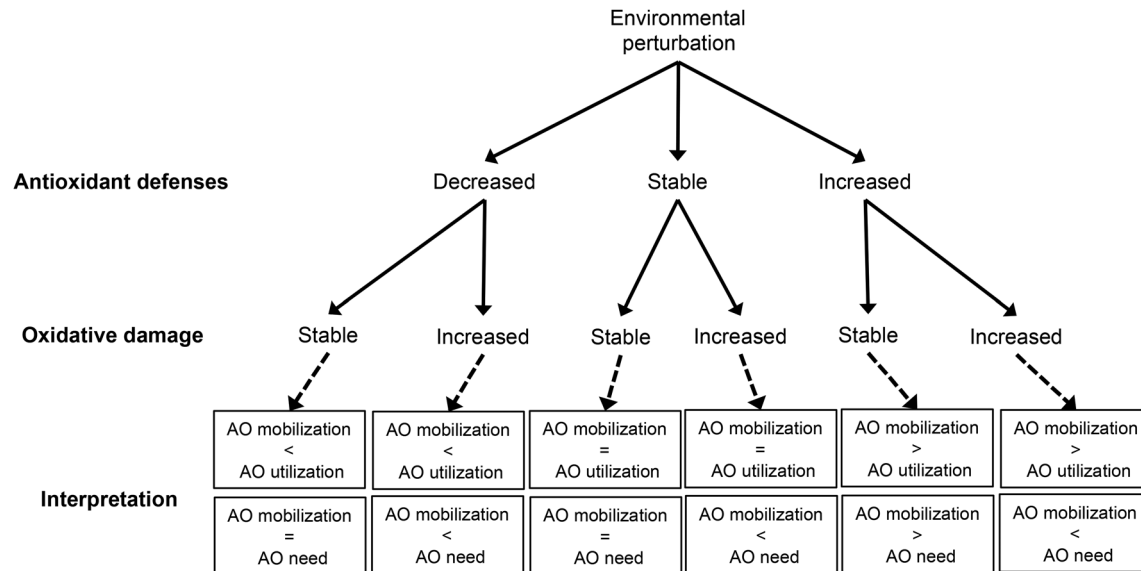 Environmental
perturbation
Antioxidant defenses
Decreased
Stable
Increased
Oxidative damage
Stable
Increased
Stable
Increased
Stable
Increased
Interpretation
AO mobilization
<
AO utilization
AO mobilization
<
AO utilization
AO mobilization
=
AO utilization
AO mobilization
=
AO utilization
AO mobilization
>
AO utilization
AO mobilization
>
AO utilization
AO mobilization
=
AO need
AO mobilization
<
AO need
AO mobilization
=
AO need
AO mobilization
<
AO need
AO mobilization
>
AO need
AO mobilization
<
AO need